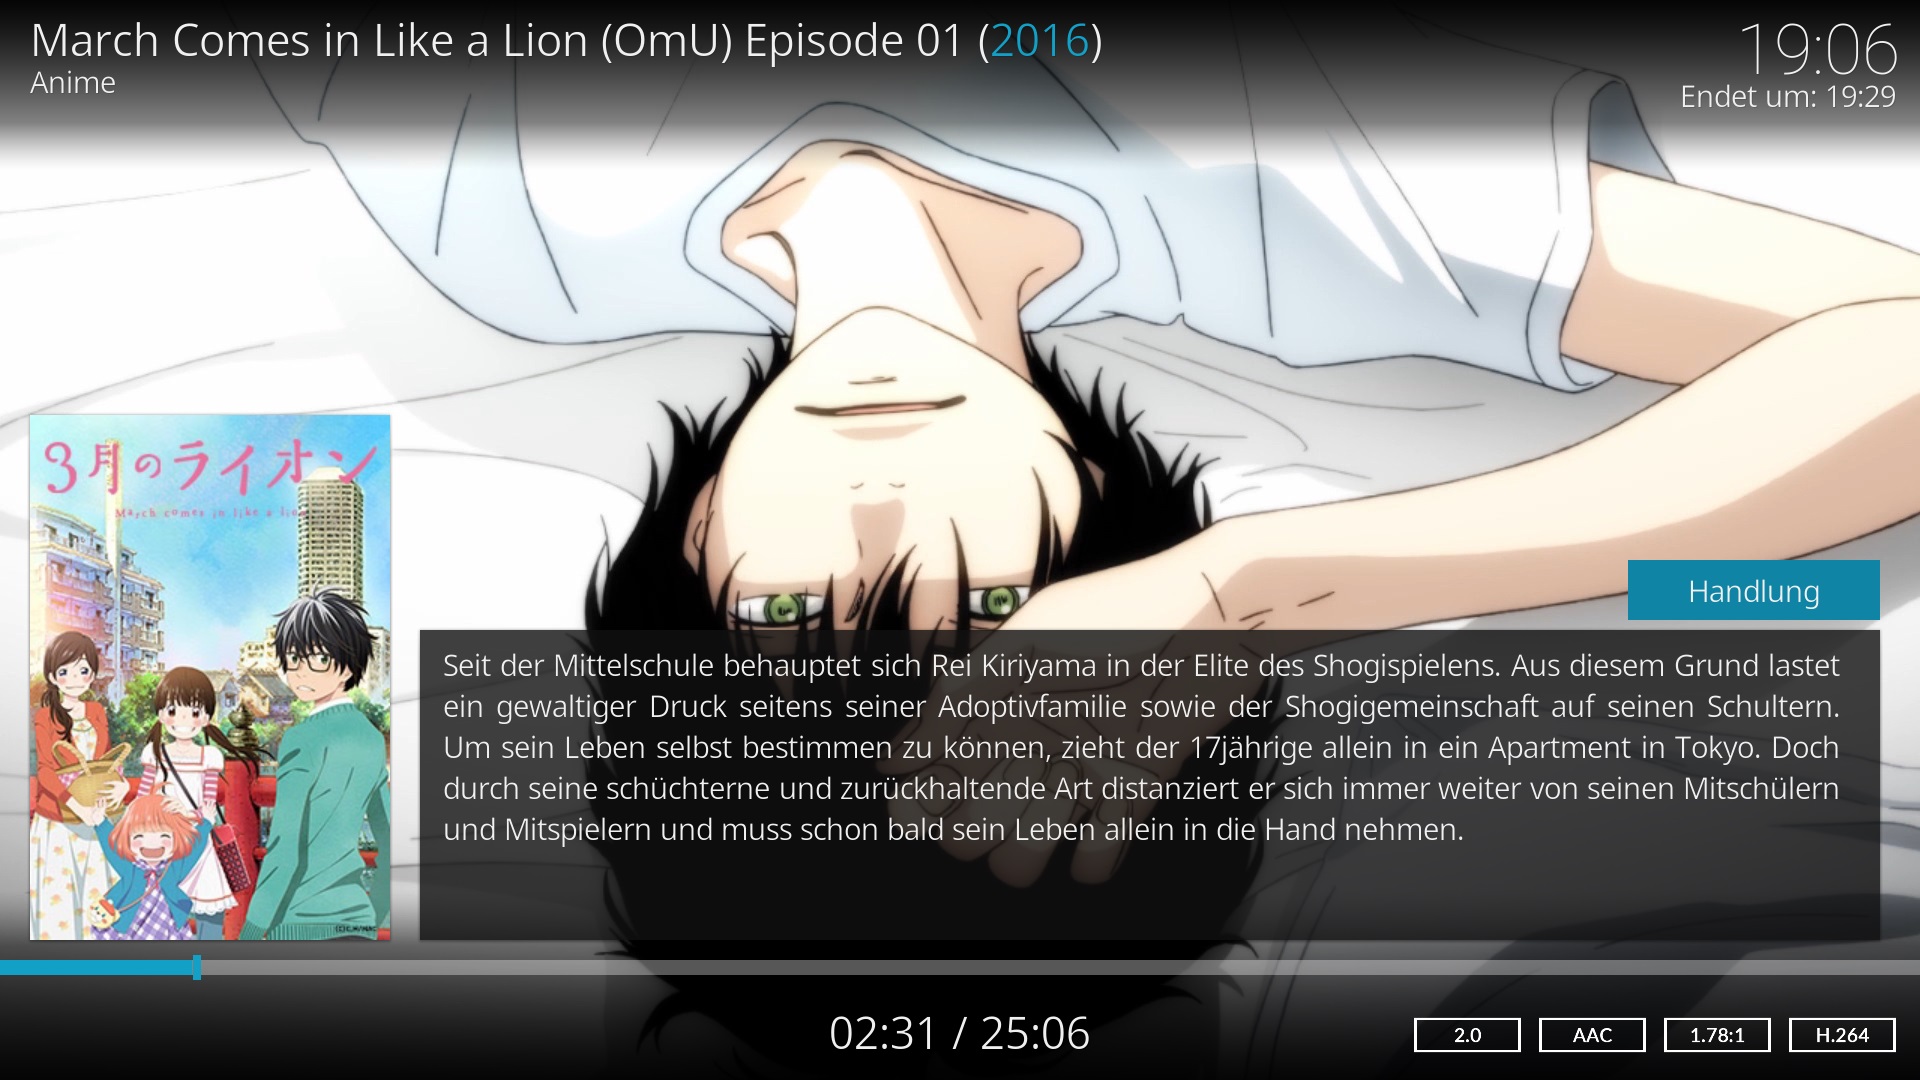 March Comes in Like a Lion (OmU) Episode 01 (2016)
Anime
19:06
Endet um: 19:29
3月のライオン
March comes in like a lion
Handlung
Seit der Mittelschule behauptet sich Rei Kiriyama in der Elite des Shogispielens. Aus diesem Grund lastet
ein gewaltiger Druck seitens seiner Adoptivfamilie sowie der Shogigemeinschaft auf seinen Schultern.
Um sein Leben selbst bestimmen zu können, zieht der 17jährige allein in ein Apartment in Tokyo. Doch
durch seine schüchterne und zurückhaltende Art distanziert er sich immer weiter von seinen Mitschülern
und Mitspielern und muss schon bald sein Leben allein in die Hand nehmen.
02:31 / 25:06
2.0
AAC
1.78:1
H.264